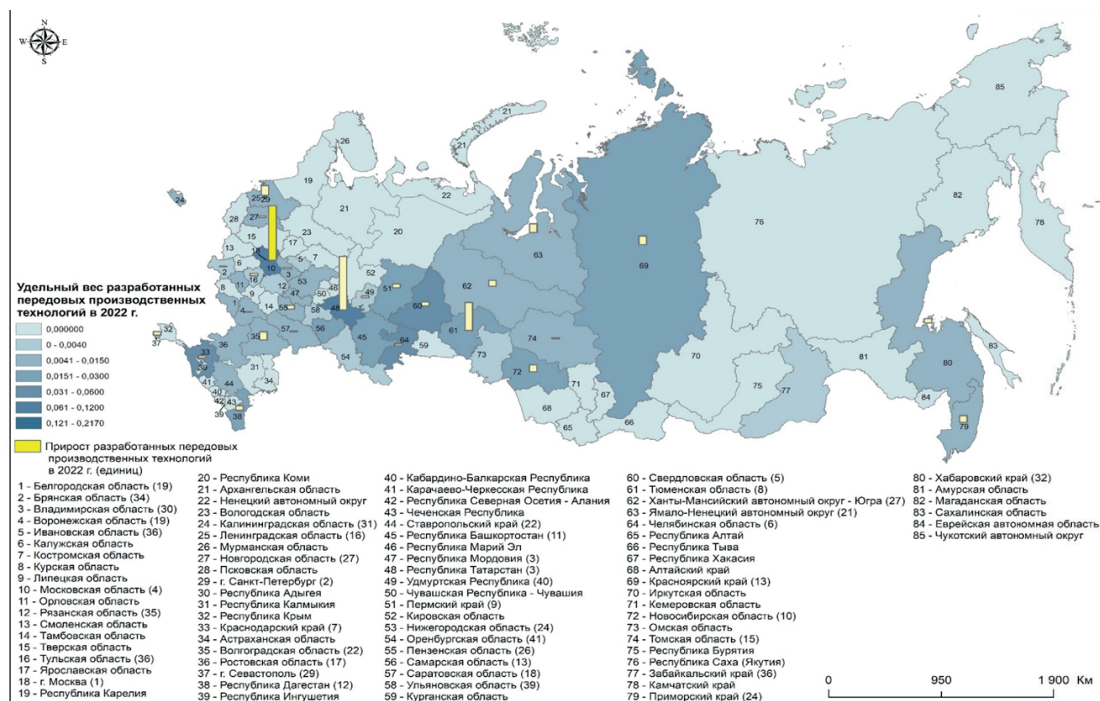 N
W
E
S
Удельный вес разработанных
передовых производственных
технологий в 2022 г.
0,000000
0 - 0,0040
0,0041 - 0,0150
0,0151 - 0,0300
0,031 - 0,0600
0,061 - 0,1200
0,121 - 0,2170
Прирост разработанных передовых
производственных технологий
в 2022 г. (единиц)
1 - Белгородская область (19)
2 - Брянская область (34)
3 - Владимирская область (30)
4 - Воронежская область (19)
5 - Ивановская область (36)
6 - Калужская область
7 - Костромская область
8 - Курская область
9 - Липецкая область
10 - Московская область (4)
11 - Орловская область
12 - Рязанская область (35)
13 - Смоленская область
14 - Тамбовская область
15 - Тверская область
16 - Тульская область (36)
17 - Ярославская область
18 - г. Москва (1)
19 - Республика Карелия
20 - Республика Коми
21 - Архангельская область
22 - Ненецкий автономный округ
23 - Вологодская область
24 - Калининградская область (31)
25 - Ленинградская область (16)
26 - Мурманская область
27 - Новгородская область (27)
28 - Псковская область
29 - г. Санкт-Петербург (2)
30 - Республика Адыгея
31 - Республика Калмыкия
32 - Республика Крым
33 - Краснодарский край (7)
34 - Астраханская область
35 - Волгоградская область (22)
36 - Ростовская область (17)
37 - г. Севастополь (29)
38 - Республика Дагестан (12)
39 - Республика Ингушетия
40 - Кабардино-Балкарская Республика
41 - Карачаево-Черкесская Республика
42 - Республика Северная Осетия - Алания
43 - Чеченская Республика
44 - Ставропольский край (22)
45 - Республика Башкортостан (11)
46 - Республика Марий Эл
47 - Республика Мордовия (3)
48 - Республика Татарстан (3)
49 - Удмуртская Республика (40)
50 - Чувашская Республика - Чувашия
51 - Пермский край (9)
52 - Кировская область
53 - Нижегородская область (24)
54 - Оренбургская область (41)
55 - Пензенская область (26)
56 - Самарская область (13)
57 - Саратовская область (18)
58 - Ульяновская область (39)
59 - Курганская область
60 - Свердловская область (5)
61 - Тюменская область (8)
62 - Ханты-Мансийский автономный округ - Югра (27)
63 - Ямало-Ненецкий автономный округ (21)
64 - Челябинская область (6)
65 - Республика Алтай
66 - Республика Тыва
67 - Республика Хакасия
68 - Алтайский край
69 - Красноярский край (13)
70 - Иркутская область
71 - Кемеровская область
72 - Новосибирская область (10)
73 - Омская область
74 - Томская область (15)
75 - Республика Бурятия
76 - Республика Саха (Якутия)
77 - Забайкальский край (36)
78 - Камчатский край
79 - Приморский край (24)
80 - Хабаровский край (32)
81 - Амурская область
82 - Магаданская область
83 - Сахалинская область
84 - Еврейская автономная область
85 - Чукотский автономный округ
0 950 1 900 Км